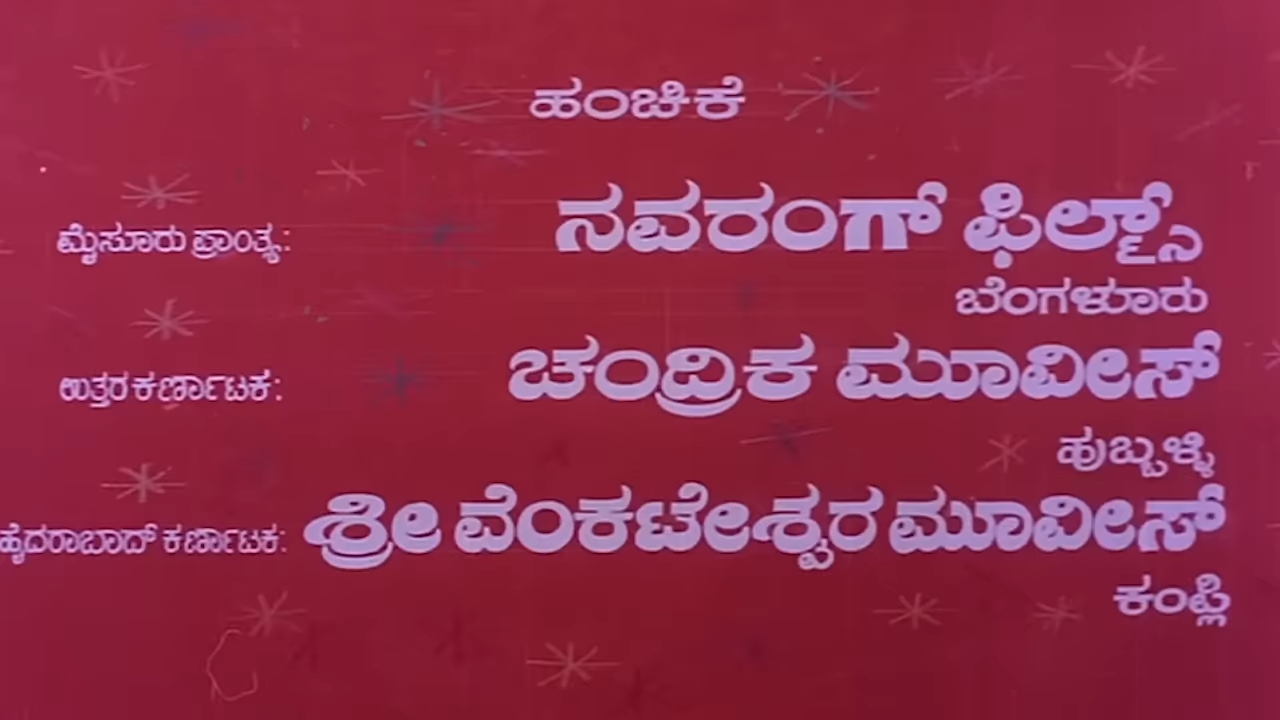 ಹಂಚಿಕೆ
ಮೈಸೂರು ಪ್ರಾಂತ್ಯ: ನವರಂಗ್ ಫಿಲ್ಮ್ಸ್
ಬೆಂಗಳೂರು
ಉತ್ತರ ಕರ್ಣಾಟಕ: ಚಂದ್ರಿಕ ಮೂವೀಸ್
ಹುಬ್ಬಳ್ಳಿ
ಹೈದರಾಬಾದ್ ಕರ್ಣಾಟಕ: ಶ್ರೀ ವೆಂಕಟೇಶ್ವರ ಮೂವೀಸ್
ಕಂಟ್ಲಿ